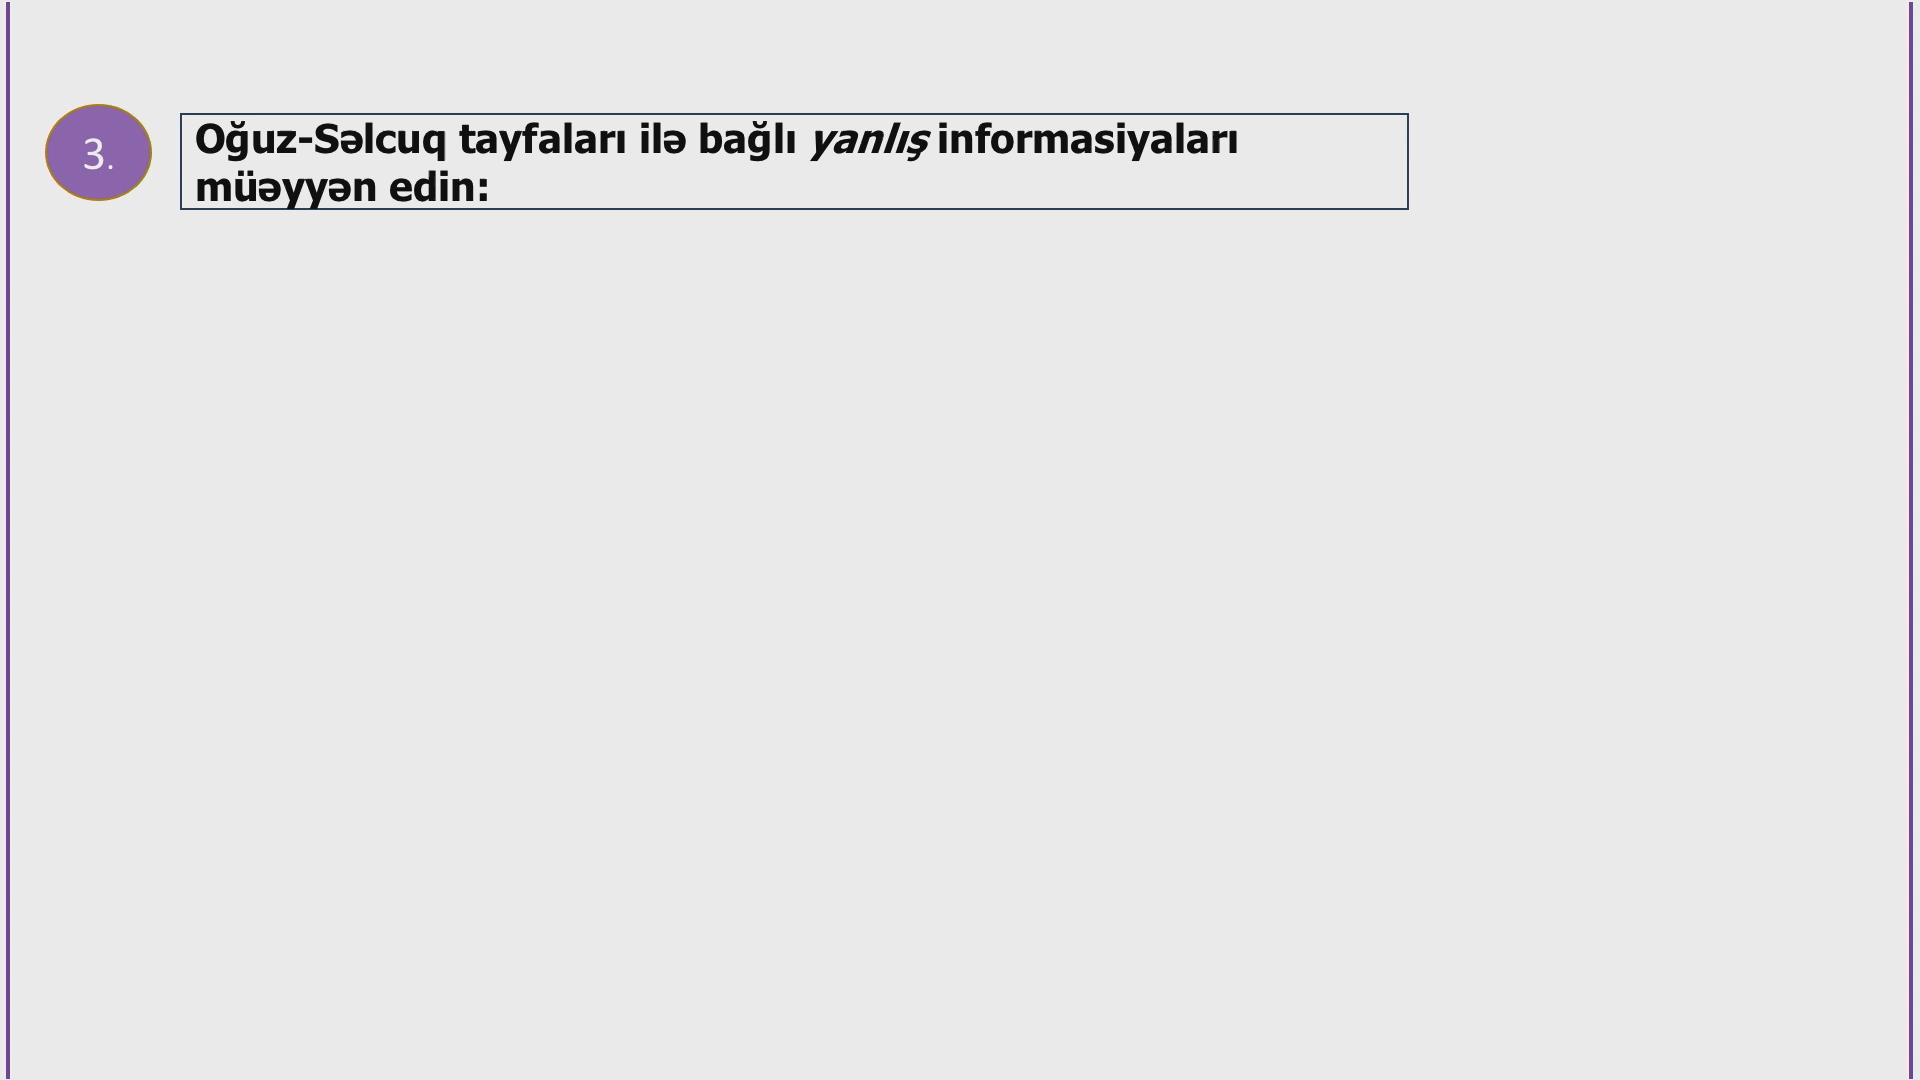 3.
Oğuz-Səlcuq tayfaları ilə bağlı yanlış informasiyaları
müəyyən edin: